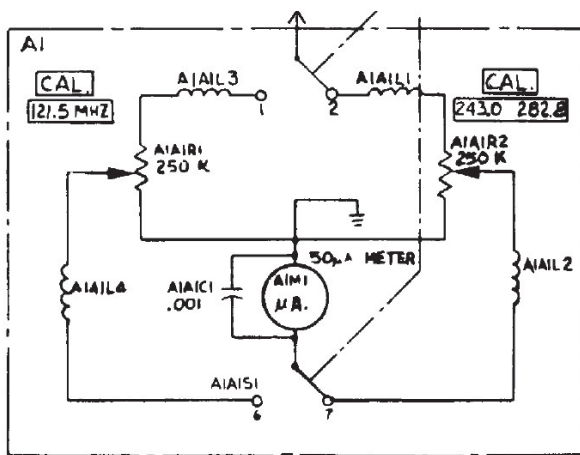 A1
CAL.
121.5 MHZ
A1A1L3
1
2
A1A1L1
CAL.
243.0 282.8
A1A1R1
250 K
A1A1R2
250 K
50µA METER
A1A1L4
A1A1C1
.001
A1M1
µA.
A1A1L2
A1A1S1
6
7